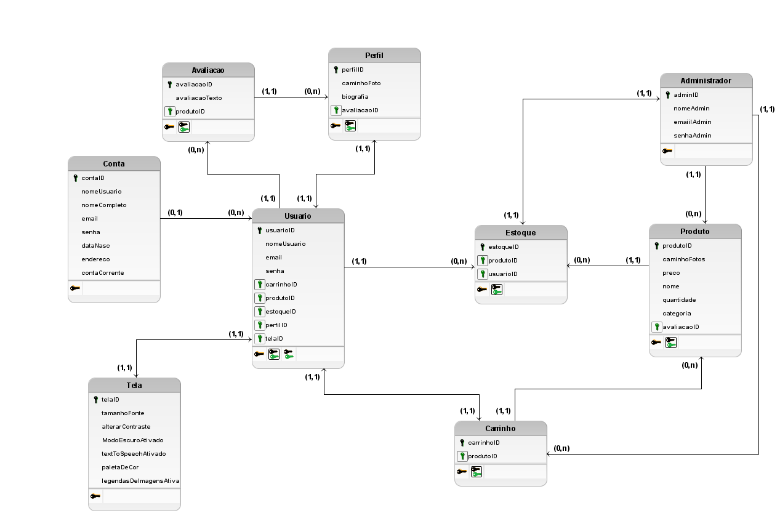 Avaliacao
avaliacaoID
avaliacaoTexto
produtoID
(1,1)
(0,n)
(0,n)
Perfil
perfilID
caminhoFoto
biografia
avaliacaoID
(1,1)
Administrador
adminID
nomeAdmin
emailAdmin
senhaAdmin
(1,1)
(1,1)
(1,1)
Conta
contaID
nomeUsuario
nomeCompleto
email
senha
dataNasc
endereco
contaCorrente
(0,1)
(0,n)
(1,1)
(1,1)
Usuario
usuarioID
nomeUsuario
email
senha
carrinhoID
produtoID
estoqueID
perfilID
telaID
(1,1)
(0,n)
(1,1)
Estoque
estoqueID
produtoID
usuarioID
(0,n)
(1,1)
(0,n)
Produto
produtoID
caminhoFotos
preco
nome
quantidade
categoria
avaliacaoID
(0,n)
(1,1)
(1,1)
Tela
telaID
tamanhoFonte
alterarContraste
ModoEscuroAtivado
textToSpeechAtivado
paletaDeCor
legendasDeImagensAtiva
(1,1)
(1,1)
(1,1)
Carrinho
carrinhoID
produtoID
(0,n)